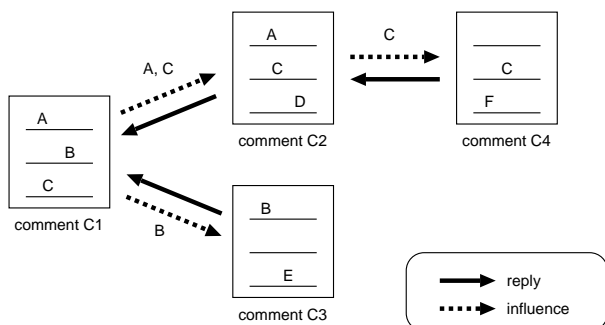 A
B
C
comment C1
A, C
A
C
D
comment C2
C
C
F
comment C4
B
B
E
comment C3
reply
influence